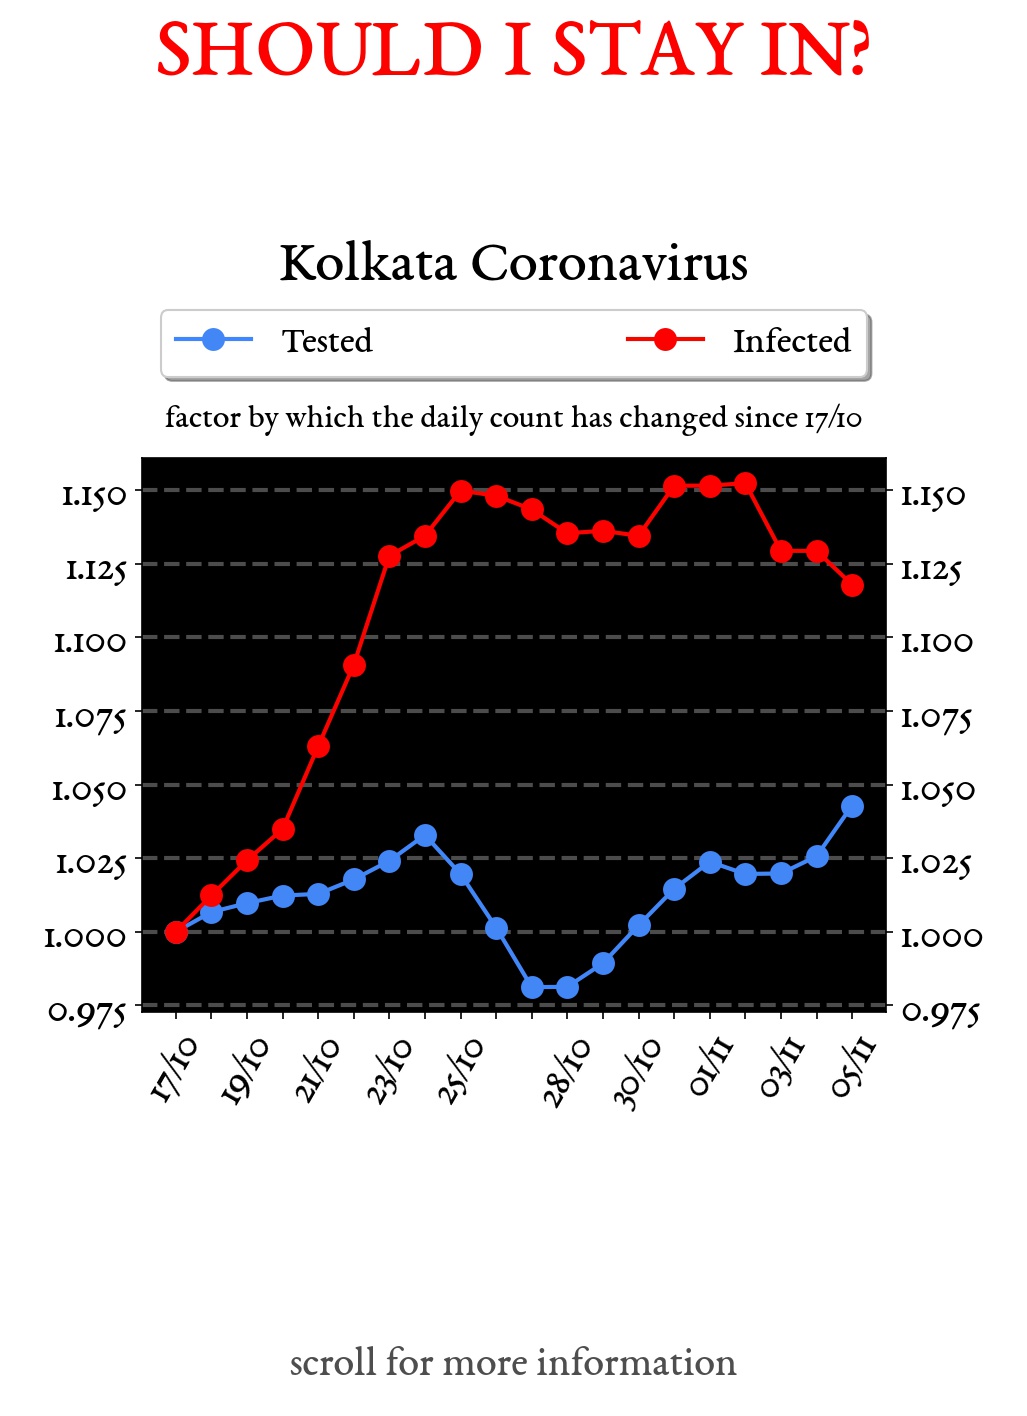 SHOULD I STAY IN?
Kolkata Coronavirus
Tested Infected
factor by which the daily count has changed since 17/10
1.150 1.150
1.125 1.125
1.100 1.100
1.075 1.075
1.050 1.050
1.025 1.025
1.000 1.000
0.975 0.975
17/10 19/10 21/10 23/10 25/10 28/10 30/10 01/11 03/11 05/11
scroll for more information